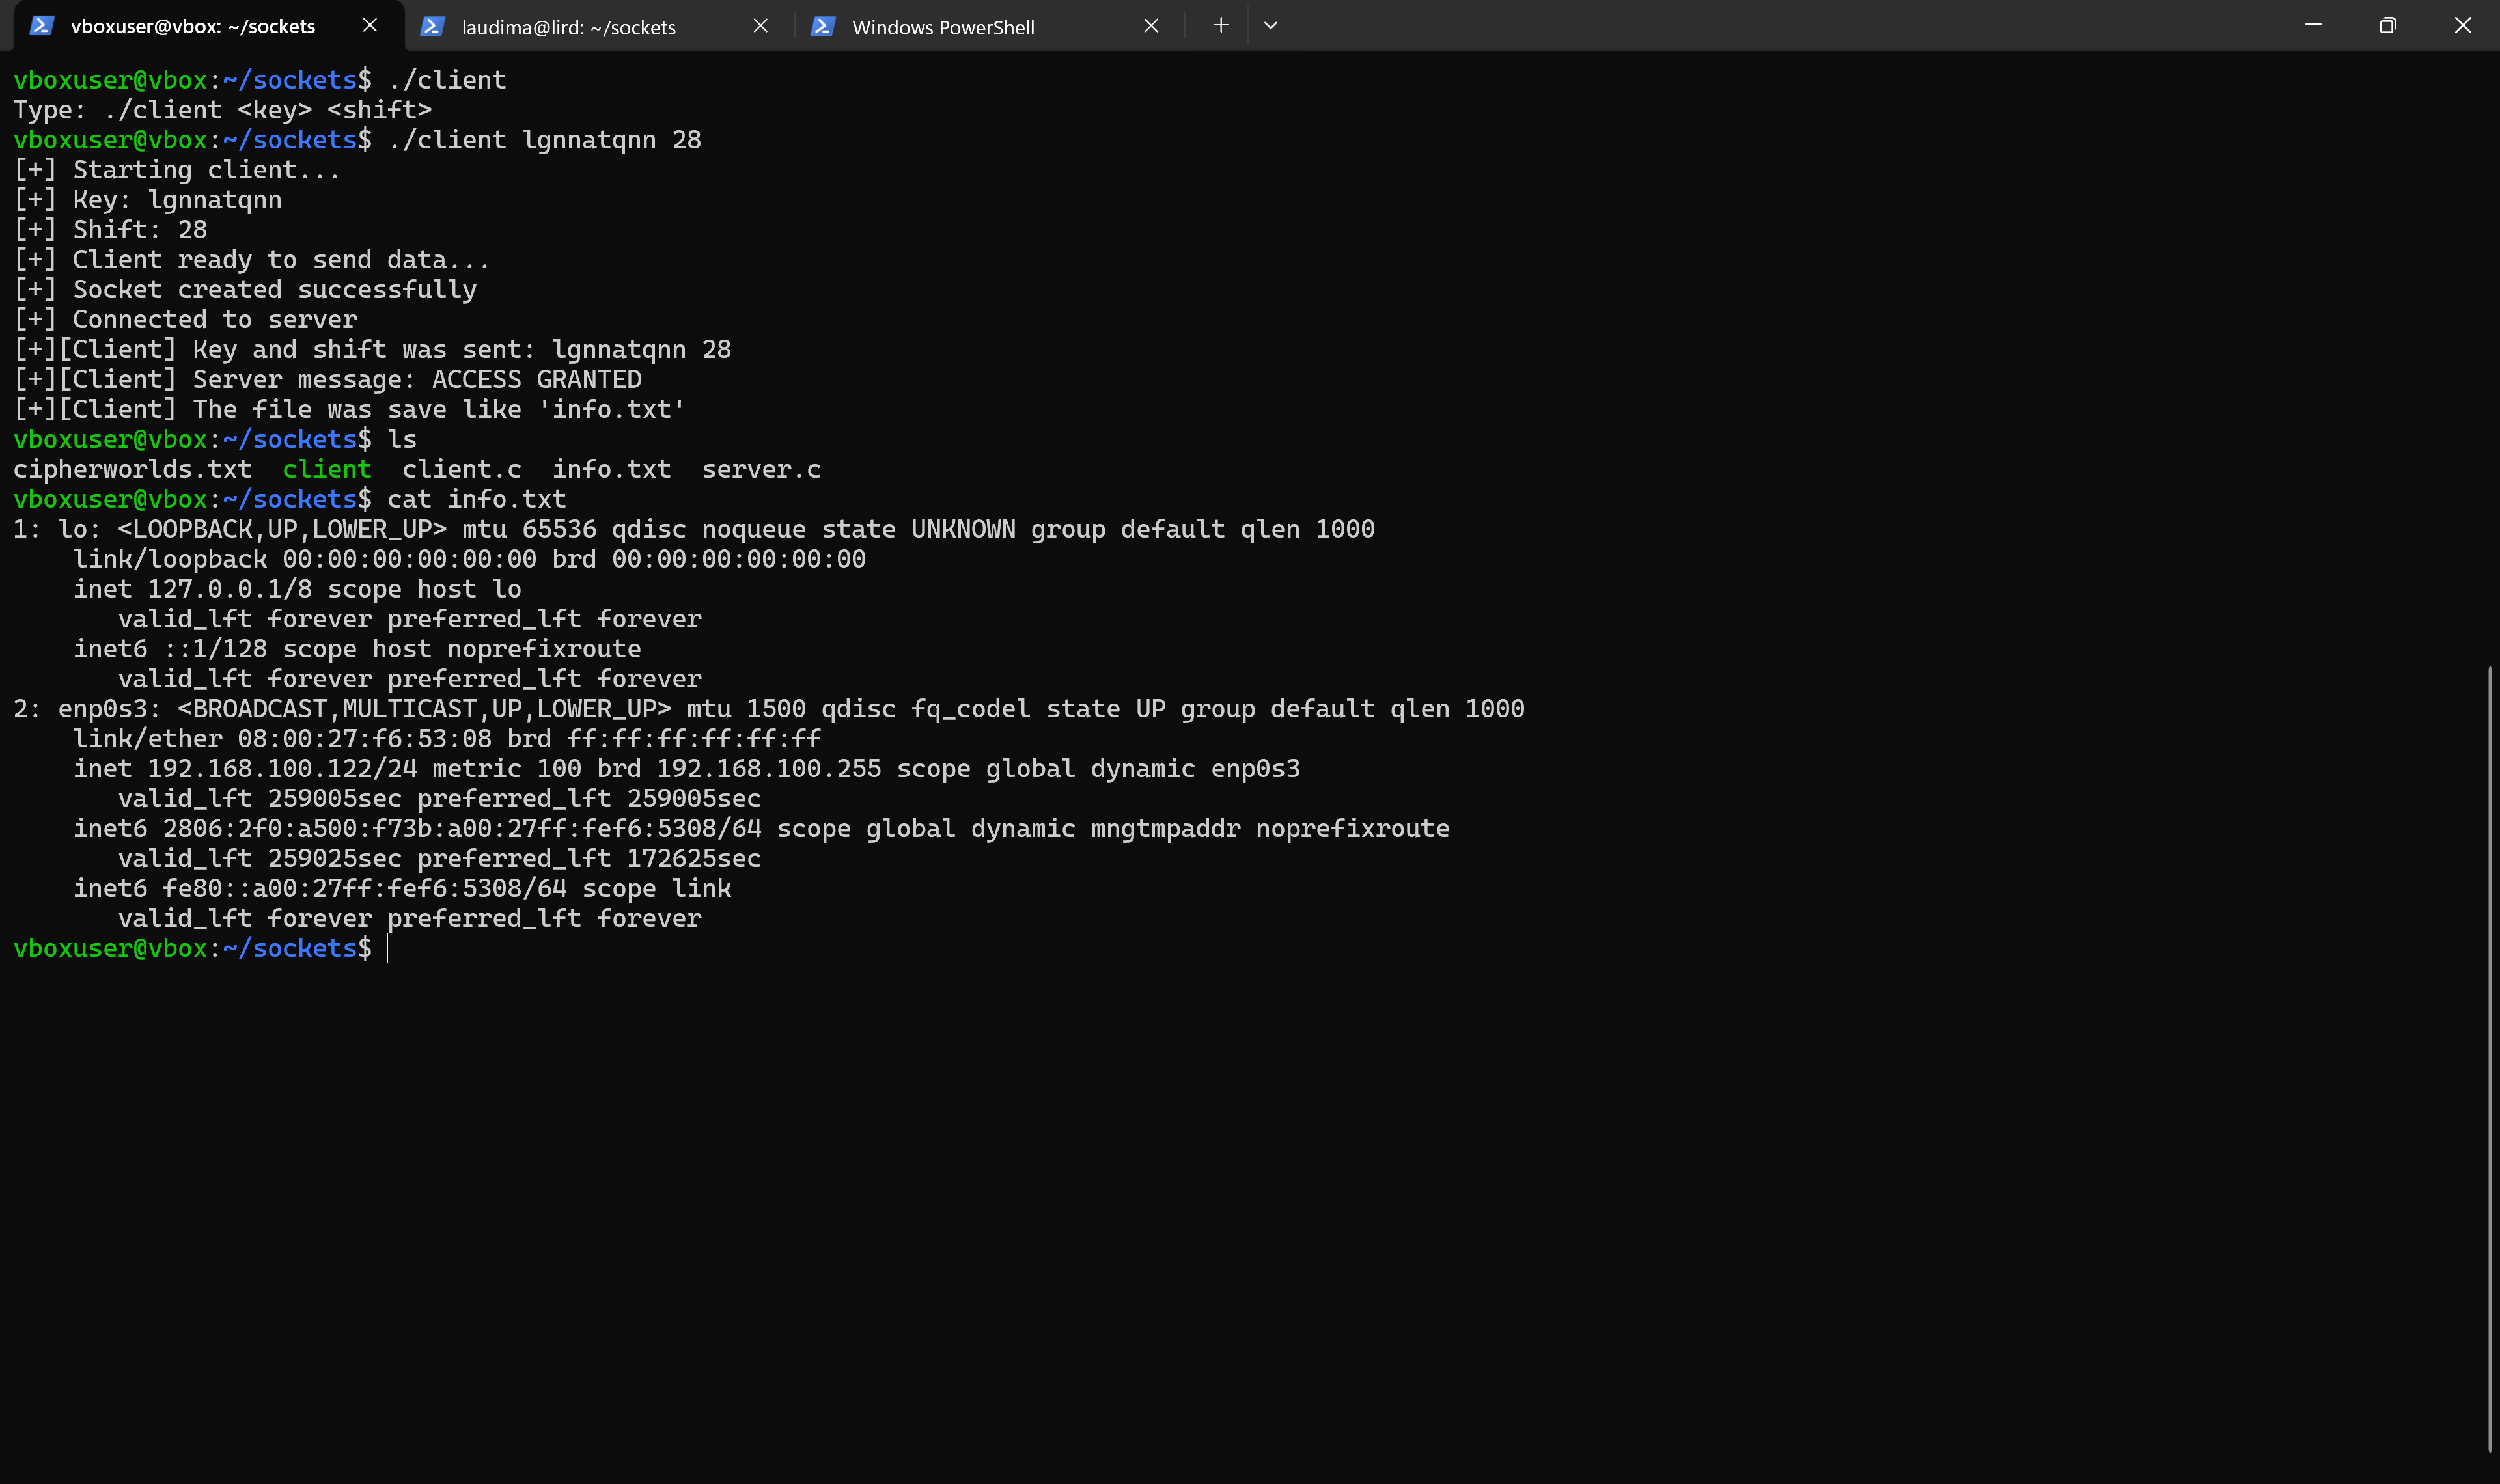 vboxuser@vbox: ~/sockets laudima@lird: ~/sockets Windows PowerShell
vboxuser@vbox:~/sockets$ ./client
Type: ./client <key> <shift>
vboxuser@vbox:~/sockets$ ./client lgnnatqnn 28
[+] Starting client...
[+] Key: lgnnatqnn
[+] Shift: 28
[+] Client ready to send data...
[+] Socket created successfully
[+] Connected to server
[+][Client] Key and shift was sent: lgnnatqnn 28
[+][Client] Server message: ACCESS GRANTED
[+][Client] The file was save like 'info.txt'
vboxuser@vbox:~/sockets$ ls
cipherworlds.txt  client  client.c  info.txt  server.c
vboxuser@vbox:~/sockets$ cat info.txt
1: lo: <LOOPBACK,UP,LOWER_UP> mtu 65536 qdisc noqueue state UNKNOWN group default qlen 1000
    link/loopback 00:00:00:00:00:00 brd 00:00:00:00:00:00
    inet 127.0.0.1/8 scope host lo
       valid_lft forever preferred_lft forever
    inet6 ::1/128 scope host noprefixroute
       valid_lft forever preferred_lft forever
2: enp0s3: <BROADCAST,MULTICAST,UP,LOWER_UP> mtu 1500 qdisc fq_codel state UP group default qlen 1000
    link/ether 08:00:27:f6:53:08 brd ff:ff:ff:ff:ff:ff
    inet 192.168.100.122/24 metric 100 brd 192.168.100.255 scope global dynamic enp0s3
       valid_lft 259005sec preferred_lft 259005sec
    inet6 2806:2f0:a500:f73b:a00:27ff:fef6:5308/64 scope global dynamic mngtmpaddr noprefixroute
       valid_lft 259025sec preferred_lft 172625sec
    inet6 fe80::a00:27ff:fef6:5308/64 scope link
       valid_lft forever preferred_lft forever
vboxuser@vbox:~/sockets$